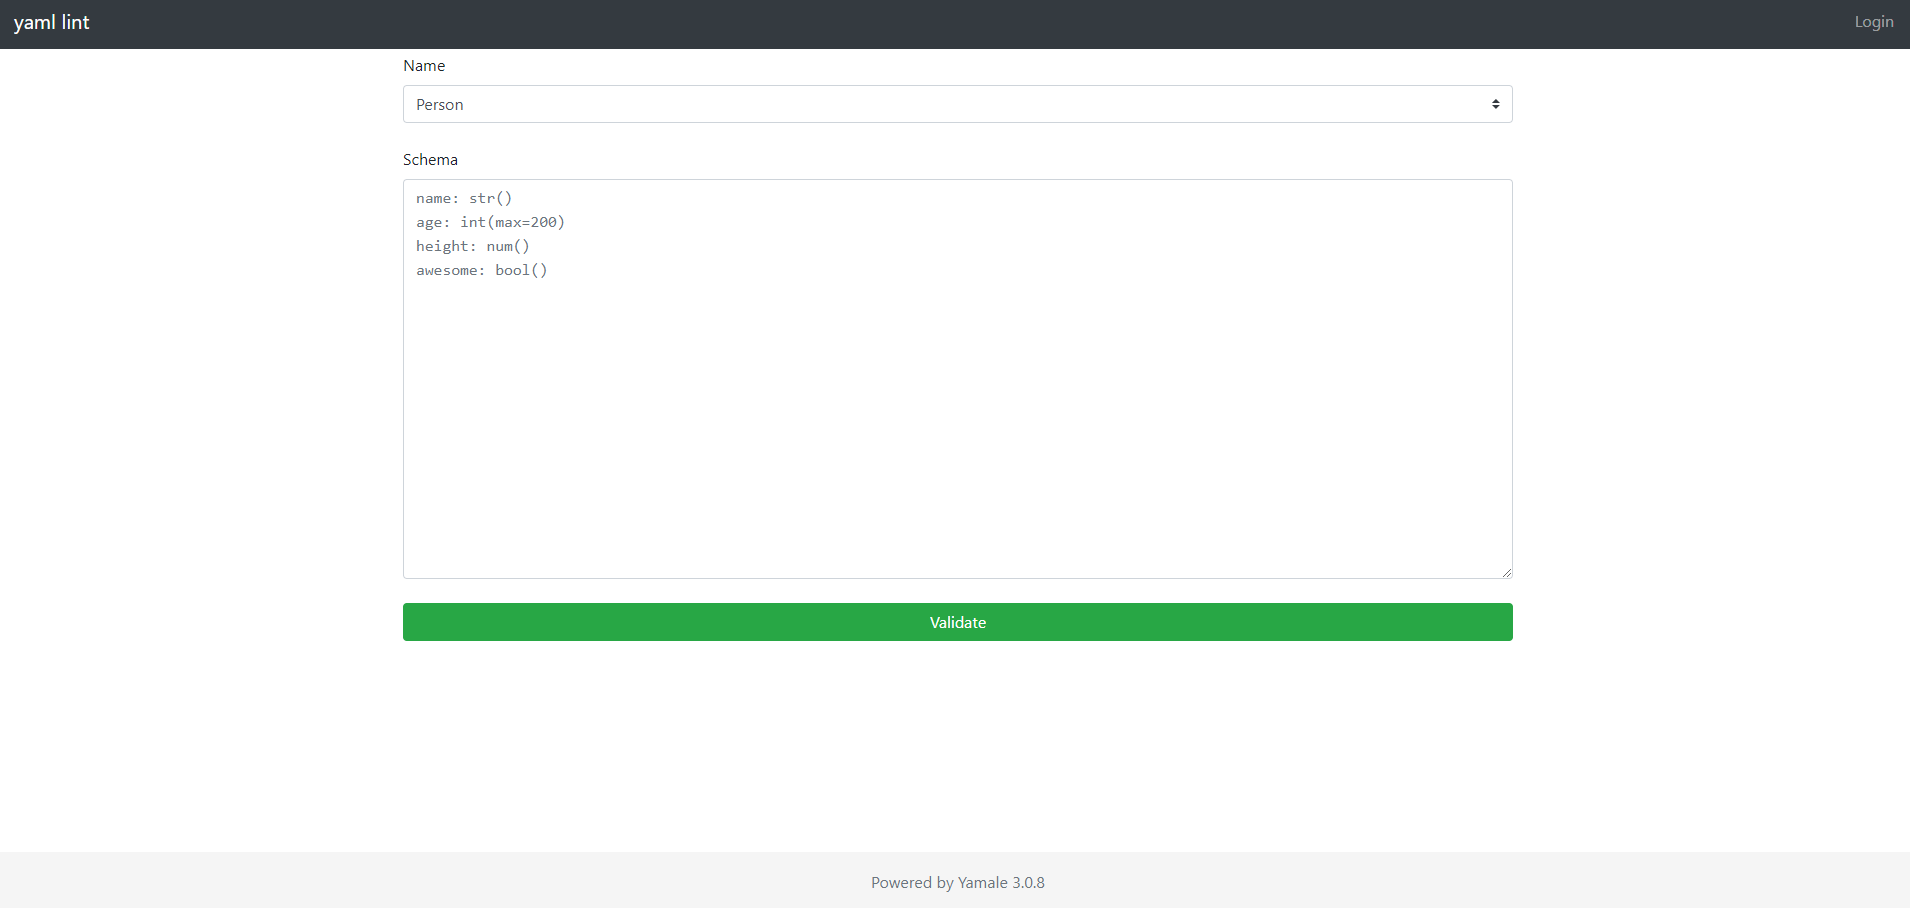 yaml lint
Login
Name
Person
Schema
name: str()
age: int(max=200)
height: num()
awesome: bool()
Validate
Powered by Yamale 3.0.8